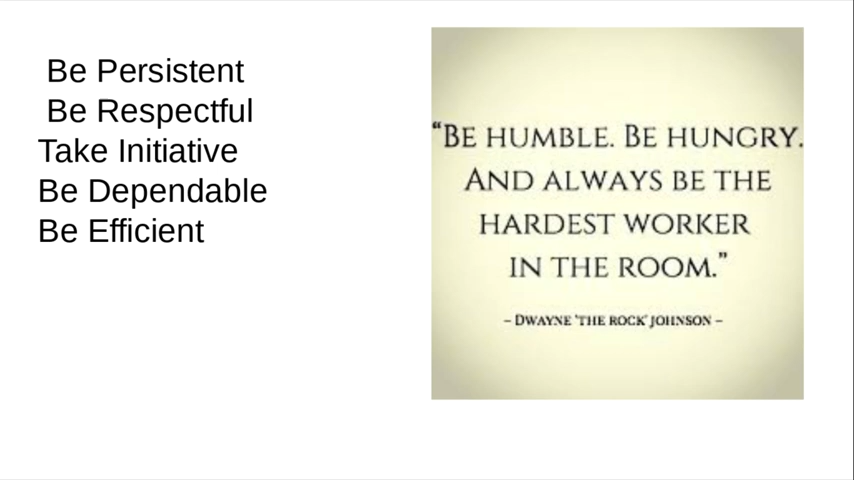 Be Persistent
Be Respectful
Take Initiative
Be Dependable
Be Efficient
“BE HUMBLE. BE HUNGRY.
AND ALWAYS BE THE
HARDEST WORKER
IN THE ROOM.”
– DWAYNE 'THE ROCK' JOHNSON –